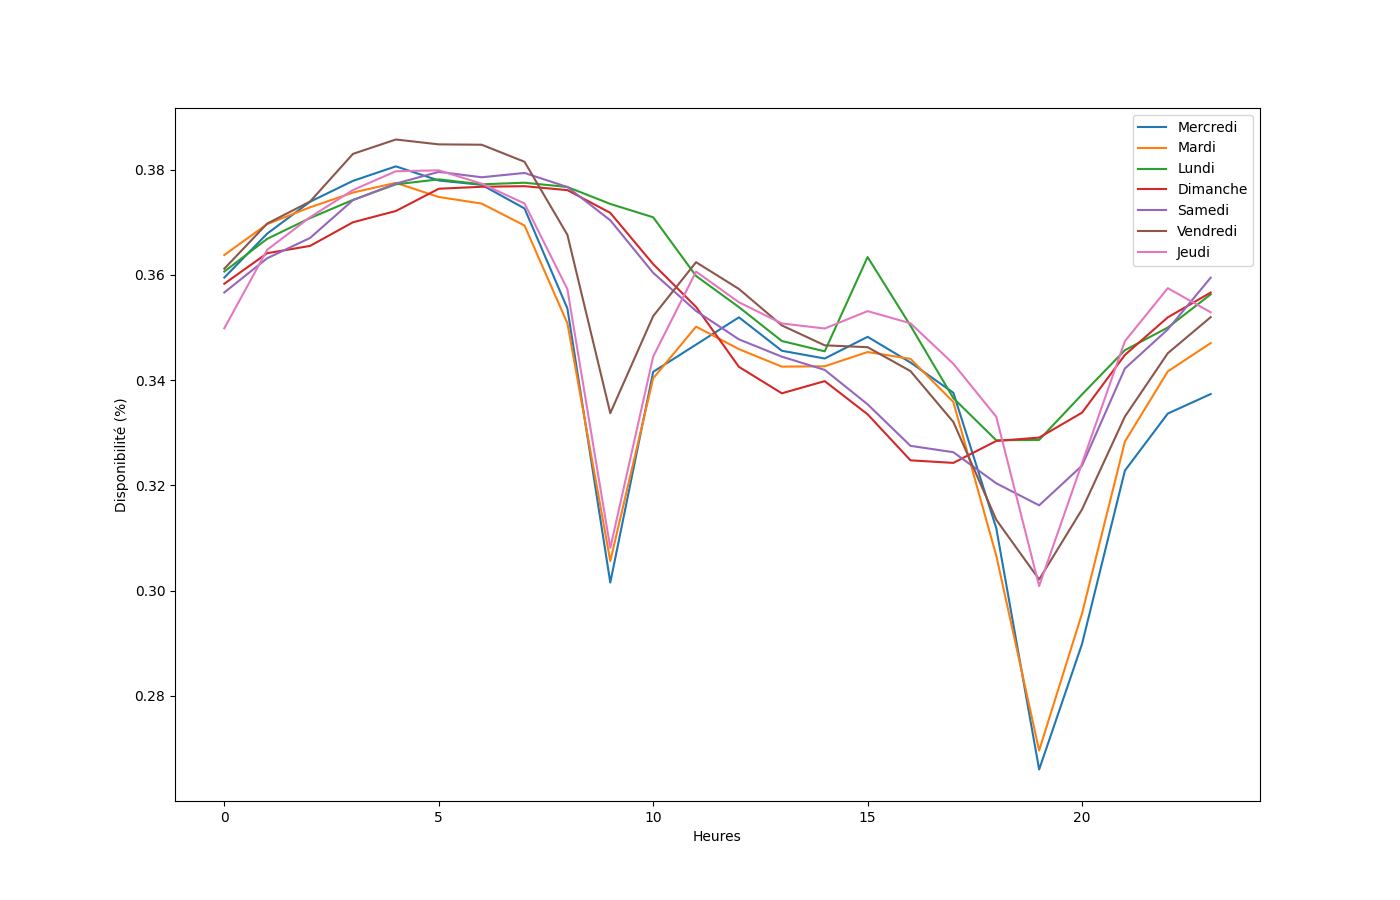 Mercredi
Mardi
Lundi
Dimanche
Samedi
Vendredi
Jeudi
0.38
0.36
0.34
0.32
0.30
0.28
Disponibilité (%)
0 5 10 15 20
Heures